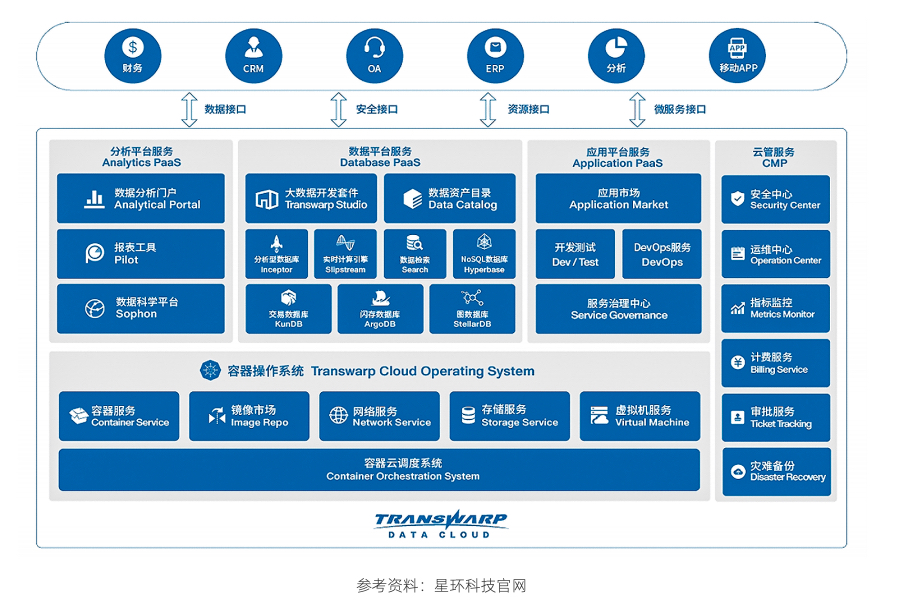 $
财务
CRM
OA
ERP
分析
APP
移动APP
数据接口
安全接口
资源接口
微服务接口
分析平台服务
Analytics PaaS
数据分析门户
Analytical Portal
报表工具
Pilot
数据科学平台
Sophon
数据平台服务
Database PaaS
大数据开发套件
Transwarp Studio
数据资产目录
Data Catalog
分析型数据库
Inceptor
实时计算引擎
Slipstream
数据检索
Search
NoSQL数据库
Hyperbase
交易数据库
KunDB
闪存数据库
ArgoDB
图数据库
StellarDB
应用平台服务
Application PaaS
应用市场
Application Market
开发测试
Dev / Test
DevOps服务
DevOps
服务治理中心
Service Governance
云管服务
CMP
安全中心
Security Center
运维中心
Operation Center
指标监控
Metrics Monitor
¥
计费服务
Billing Service
审批服务
Ticket Tracking
灾难备份
Disaster Recovery
容器操作系统 Transwarp Cloud Operating System
容器服务
Container Service
镜像市场
Image Repo
网络服务
Network Service
存储服务
Storage Service
虚拟机服务
Virtual Machine
容器云调度系统
Container Orchestration System
TRANSWARP
DATA CLOUD
参考资料：星环科技官网